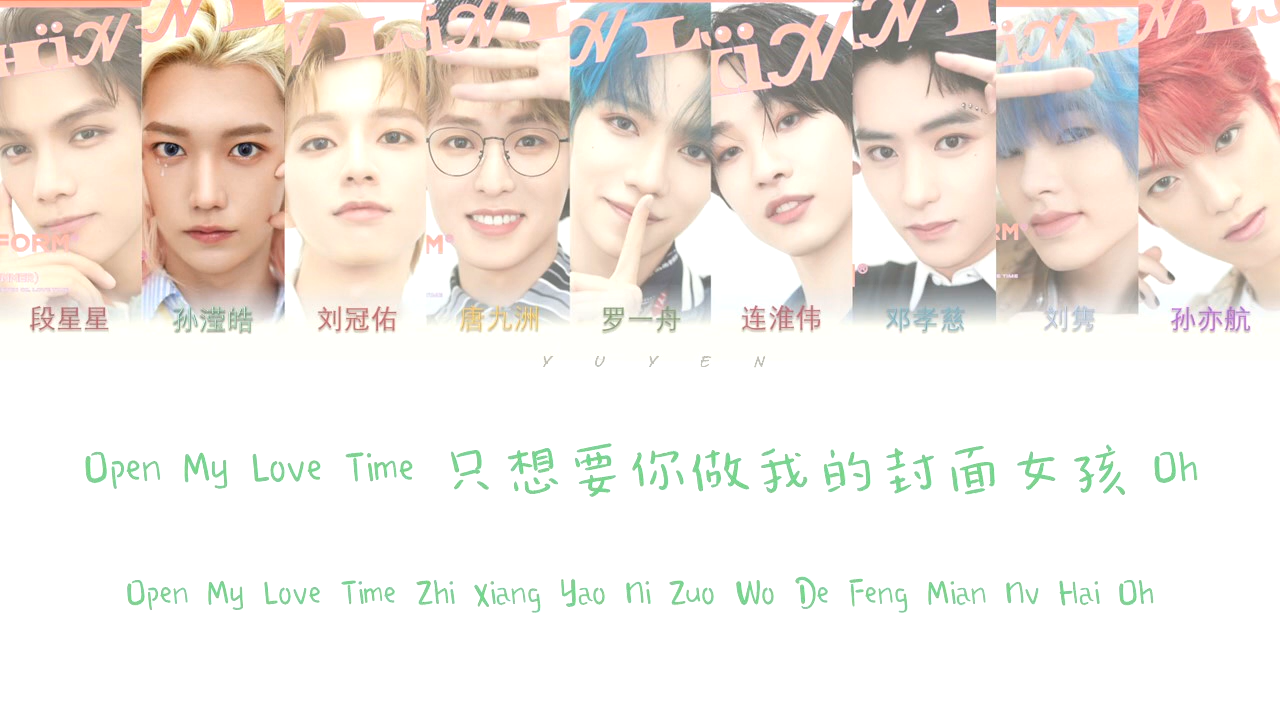 段星星 孙滢皓 刘冠佑 唐九洲 罗一舟 连淮伟 邓孝慈 刘隽 孙亦航
YUYEN
Open My Love Time 只想要你做我的封面女孩 Oh
Open My Love Time Zhi Xiang Yao Ni Zuo Wo De Feng Mian Nv Hai Oh